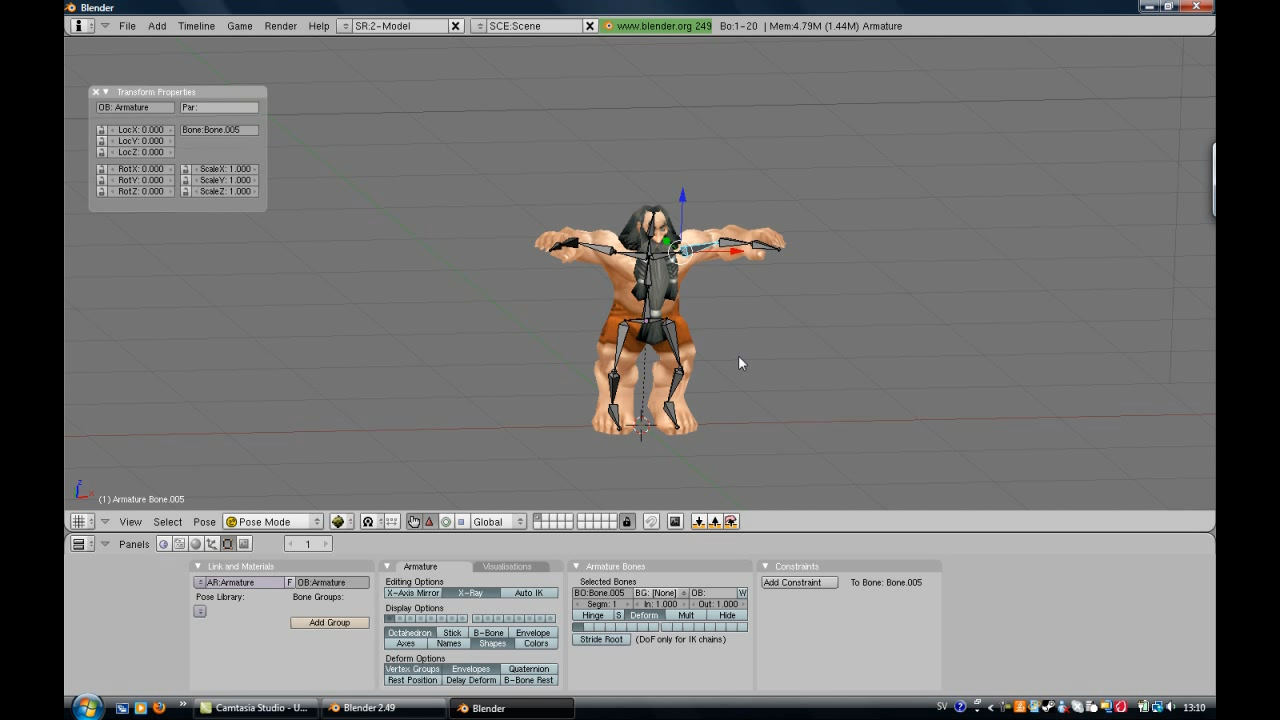 Blender
File Add Timeline Game Render Help SR:2-Model SCE:Scene www.blender.org 249 Bo:1-20 | Mem:4.79M (1.44M) Armature
Transform Properties
OB: Armature Par:
LocX: 0.000 Bone:Bone.005
LocY: 0.000
LocZ: 0.000
RotX: 0.000 ScaleX: 1.000
RotY: 0.000 ScaleY: 1.000
RotZ: 0.000 ScaleZ: 1.000
z
x
(1) Armature Bone.005
View Select Pose Pose Mode Global
Panels 1
Link and Materials Armature Visualisations Armature Bones Constraints
AR:Armature F OB:Armature Editing Options Selected Bones Add Constraint To Bone: Bone.005
X-Axis Mirror X-Ray Auto IK BO:Bone.005 BG: [None] OB: W
Pose Library: Bone Groups: Display Options Segm: 1 In: 1.000 Out: 1.000
Hinge S Deform Mult Hide
Add Group Octahedron Stick B-Bone Envelope
Axes Names Shapes Colors Stride Root (DoF only for IK chains)
Deform Options
Vertex Groups Envelopes Quaternion
Rest Position Delay Deform B-Bone Rest
Camtasia Studio - U... Blender 2.49 Blender SV 13:10